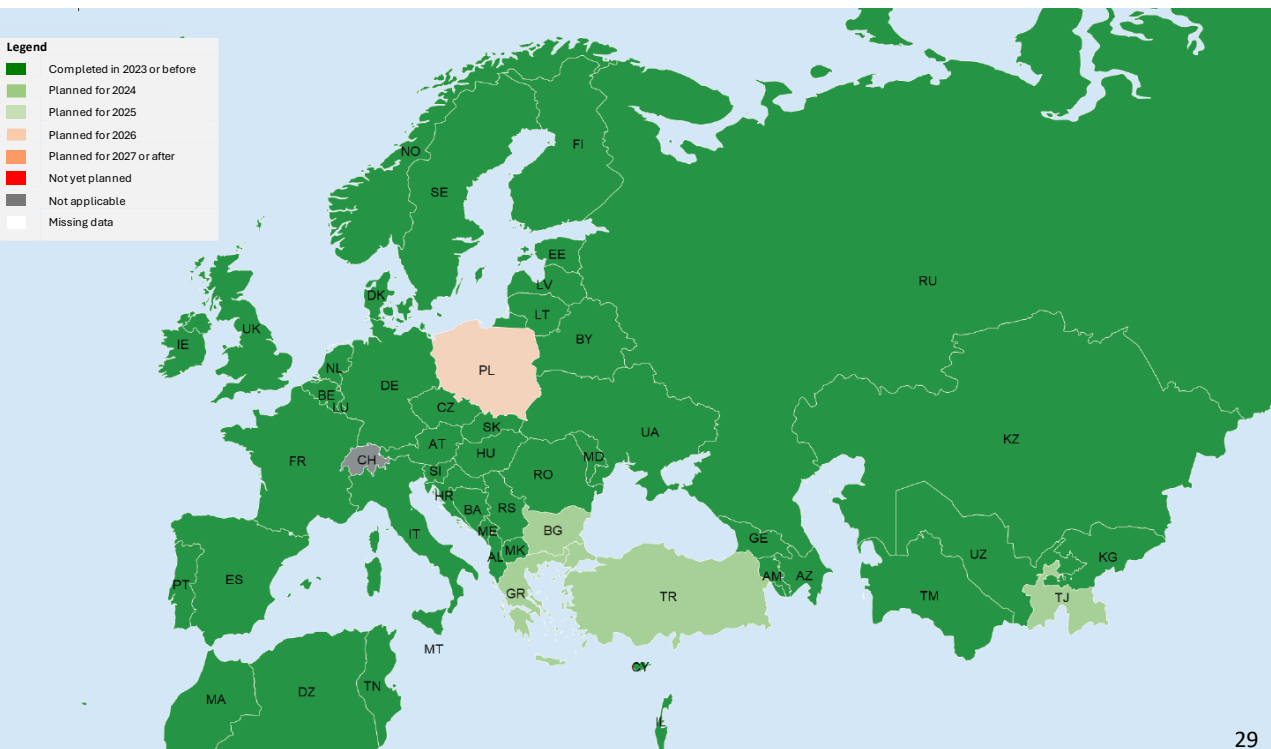 Legend
Completed in 2023 or before
Planned for 2024
Planned for 2025
Planned for 2026
Planned for 2027 or after
Not yet planned
Not applicable
Missing data
NO
FI
SE
EE
RU
LV
DK
LT
UK
BY
IE
NL
PL
DE
BE
LU
CZ
SK
UA
AT
KZ
HU
MD
FR
CH
SI
RO
HR
RS
BA
ME
BG
IT
GE
MK
AL
UZ
KG
AM
AZ
PT
ES
GR
TR
TM
TJ
MT
CY
TN
DZ
MA
IL
29